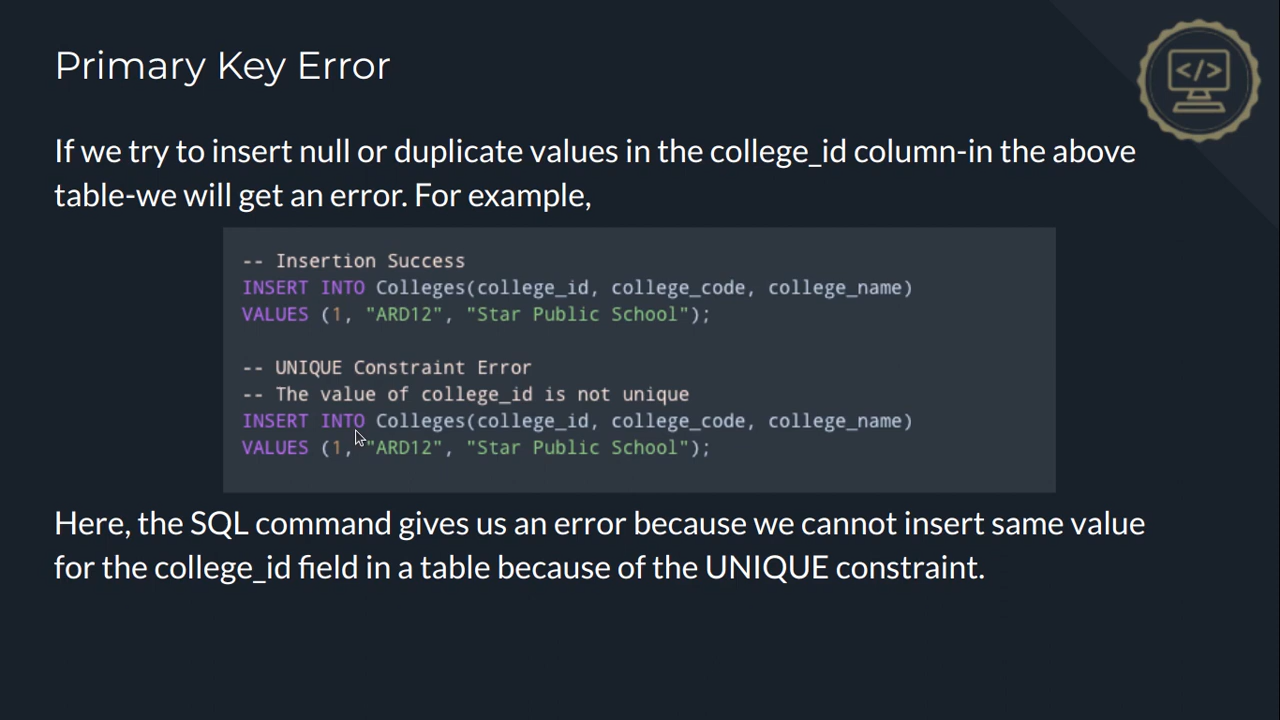 Primary Key Error
</>
If we try to insert null or duplicate values in the college_id column-in the above
table-we will get an error. For example,
-- Insertion Success
INSERT INTO Colleges(college_id, college_code, college_name)
VALUES (1, "ARD12", "Star Public School");
-- UNIQUE Constraint Error
-- The value of college_id is not unique
INSERT INTO Colleges(college_id, college_code, college_name)
VALUES (1, "ARD12", "Star Public School");
Here, the SQL command gives us an error because we cannot insert same value
for the college_id field in a table because of the UNIQUE constraint.